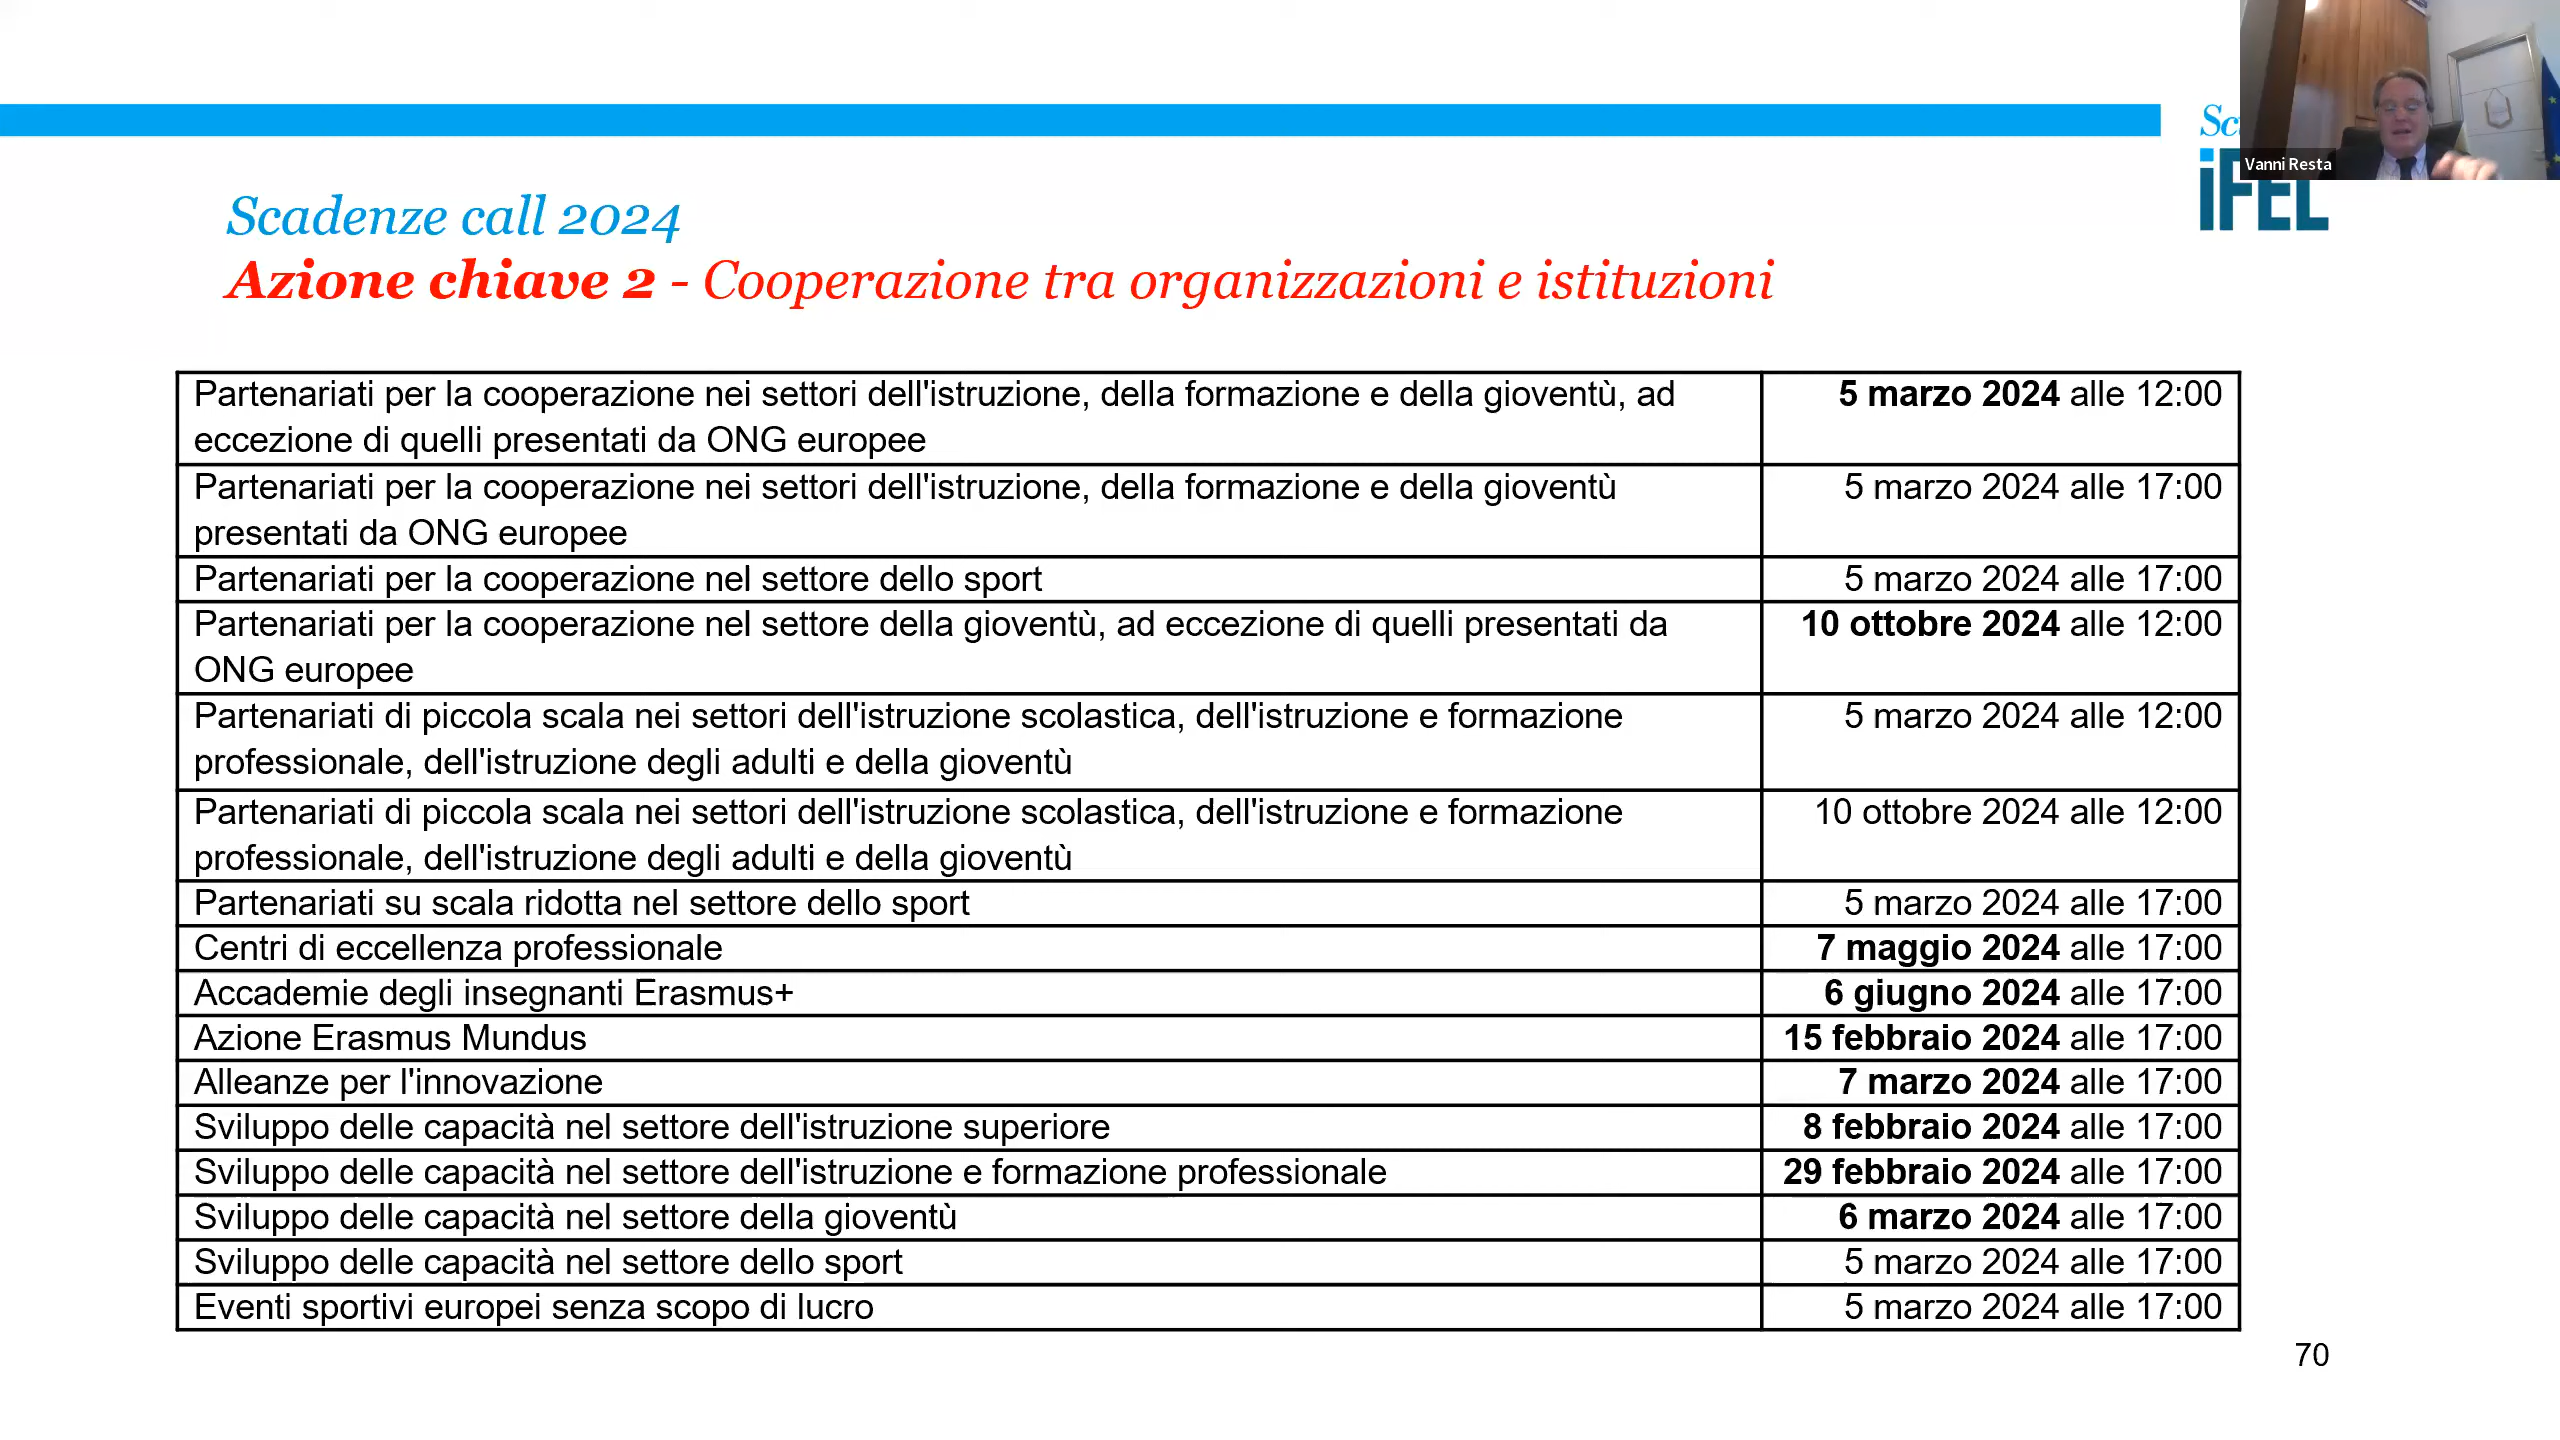 Vanni Resta
iFEL
Scadenze call 2024
Azione chiave 2 - Cooperazione tra organizzazioni e istituzioni
Partenariati per la cooperazione nei settori dell'istruzione, della formazione e della gioventù, ad
eccezione di quelli presentati da ONG europee
5 marzo 2024 alle 12:00
Partenariati per la cooperazione nei settori dell'istruzione, della formazione e della gioventù
presentati da ONG europee
5 marzo 2024 alle 17:00
Partenariati per la cooperazione nel settore dello sport
5 marzo 2024 alle 17:00
Partenariati per la cooperazione nel settore della gioventù, ad eccezione di quelli presentati da
ONG europee
10 ottobre 2024 alle 12:00
Partenariati di piccola scala nei settori dell'istruzione scolastica, dell'istruzione e formazione
professionale, dell'istruzione degli adulti e della gioventù
5 marzo 2024 alle 12:00
Partenariati di piccola scala nei settori dell'istruzione scolastica, dell'istruzione e formazione
professionale, dell'istruzione degli adulti e della gioventù
10 ottobre 2024 alle 12:00
Partenariati su scala ridotta nel settore dello sport
5 marzo 2024 alle 17:00
Centri di eccellenza professionale
7 maggio 2024 alle 17:00
Accademie degli insegnanti Erasmus+
6 giugno 2024 alle 17:00
Azione Erasmus Mundus
15 febbraio 2024 alle 17:00
Alleanze per l'innovazione
7 marzo 2024 alle 17:00
Sviluppo delle capacità nel settore dell'istruzione superiore
8 febbraio 2024 alle 17:00
Sviluppo delle capacità nel settore dell'istruzione e formazione professionale
29 febbraio 2024 alle 17:00
Sviluppo delle capacità nel settore della gioventù
6 marzo 2024 alle 17:00
Sviluppo delle capacità nel settore dello sport
5 marzo 2024 alle 17:00
Eventi sportivi europei senza scopo di lucro
5 marzo 2024 alle 17:00
70